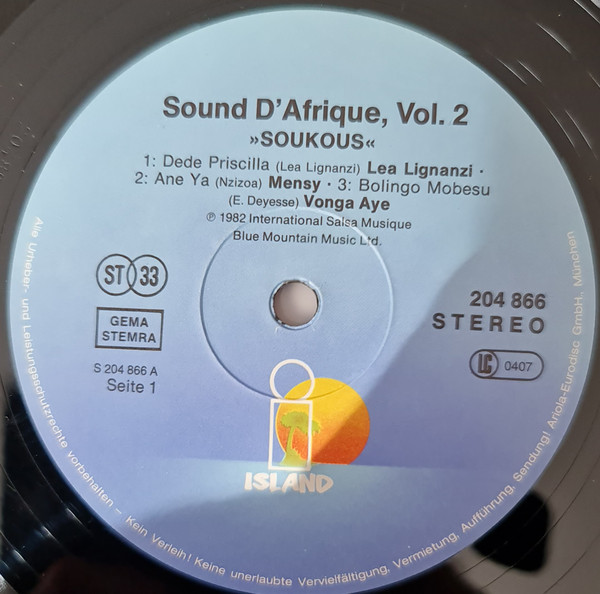 Sound D'Afrique, Vol. 2
»SOUKOUS«
1: Dede Priscilla (Lea Lignanzi) Lea Lignanzi ·
2: Ane Ya (Nzizoa) Mensy · 3: Bolingo Mobesu
(E. Deyesse) Vonga Aye
℗ 1982 International Salsa Musique
Blue Mountain Music Ltd.
ST 33
GEMA
STEMRA
S 204 866 A
Seite 1
204 866
STEREO
LC 0407
i
ISLAND
Alle Urheber- und Leistungsschutzrechte vorbehalten – Kein Verleih! Keine unerlaubte Vervielfältigung, Vermietung, Aufführung, Sendung! Ariola-Eurodisc GmbH, München